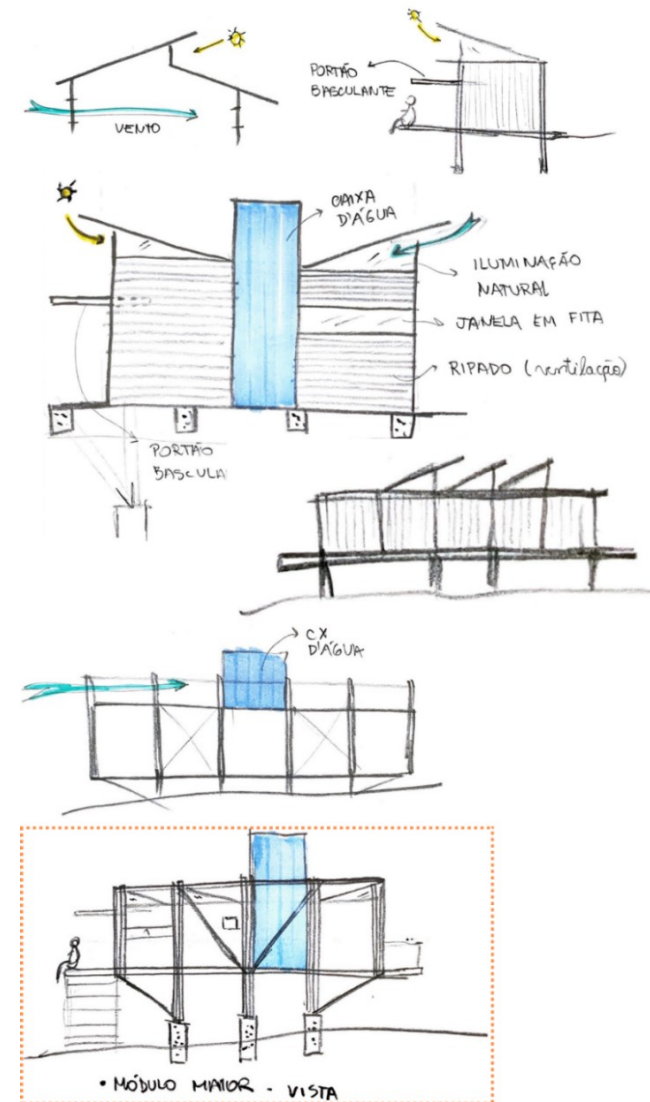 VENTO
PORTÃO
BASCULANTE
CAIXA
D'ÁGUA
ILUMINAÇÃO
NATURAL
JANELA EM FITA
RIPADO (ventilação)
PORTÃO
BASCULA
CX
D'ÁGUA
• MÓDULO MAIOR - VISTA